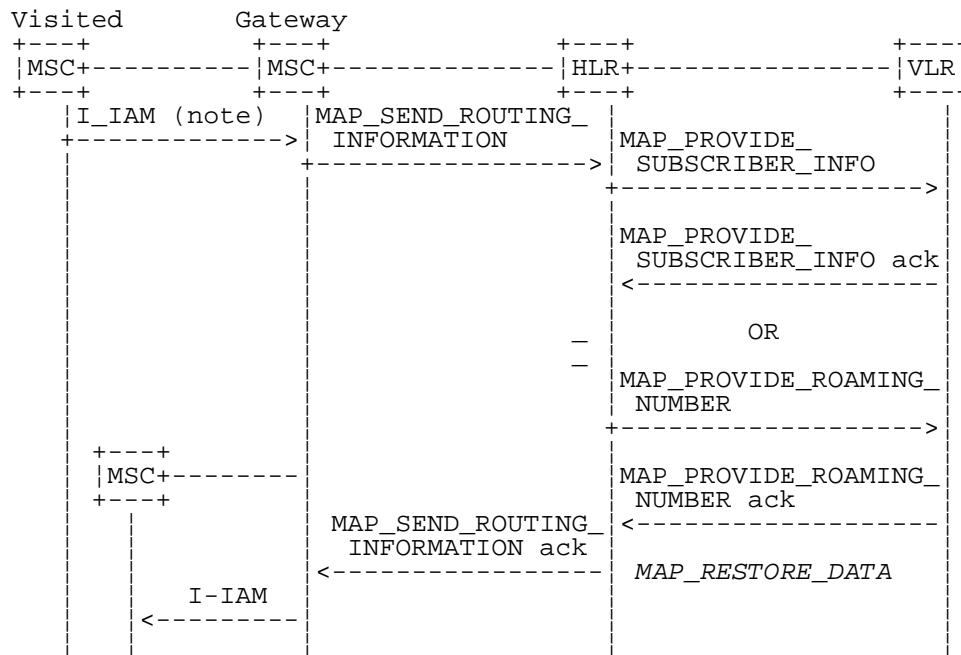 Visited Gateway
MSC MSC HLR VLR
I_IAM (note) MAP_SEND_ROUTING_
INFORMATION MAP_PROVIDE_
SUBSCRIBER_INFO
MAP_PROVIDE_
SUBSCRIBER_INFO ack
OR
MAP_PROVIDE_ROAMING_
NUMBER
MSC MAP_PROVIDE_ROAMING_
NUMBER ack
MAP_SEND_ROUTING_
INFORMATION ack
MAP_RESTORE_DATA
I-IAM